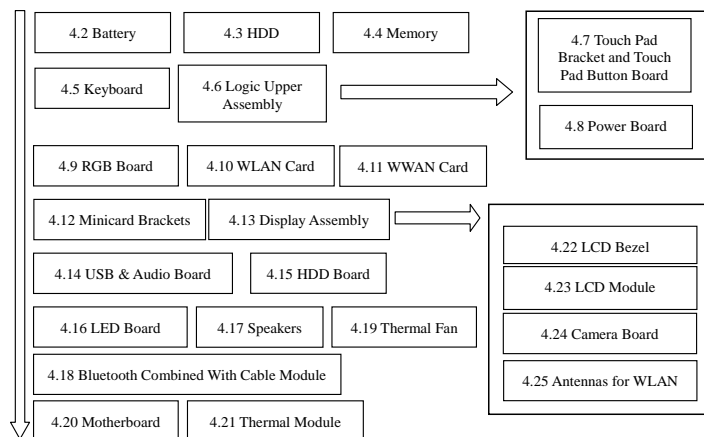 4.2 Battery
4.3 HDD
4.4 Memory
4.7 Touch Pad
Bracket and Touch
Pad Button Board
4.5 Keyboard
4.6 Logic Upper
Assembly
4.8 Power Board
4.9 RGB Board
4.10 WLAN Card
4.11 WWAN Card
4.12 Minicard Brackets
4.13 Display Assembly
4.22 LCD Bezel
4.14 USB & Audio Board
4.15 HDD Board
4.23 LCD Module
4.16 LED Board
4.17 Speakers
4.19 Thermal Fan
4.24 Camera Board
4.18 Bluetooth Combined With Cable Module
4.25 Antennas for WLAN
4.20 Motherboard
4.21 Thermal Module